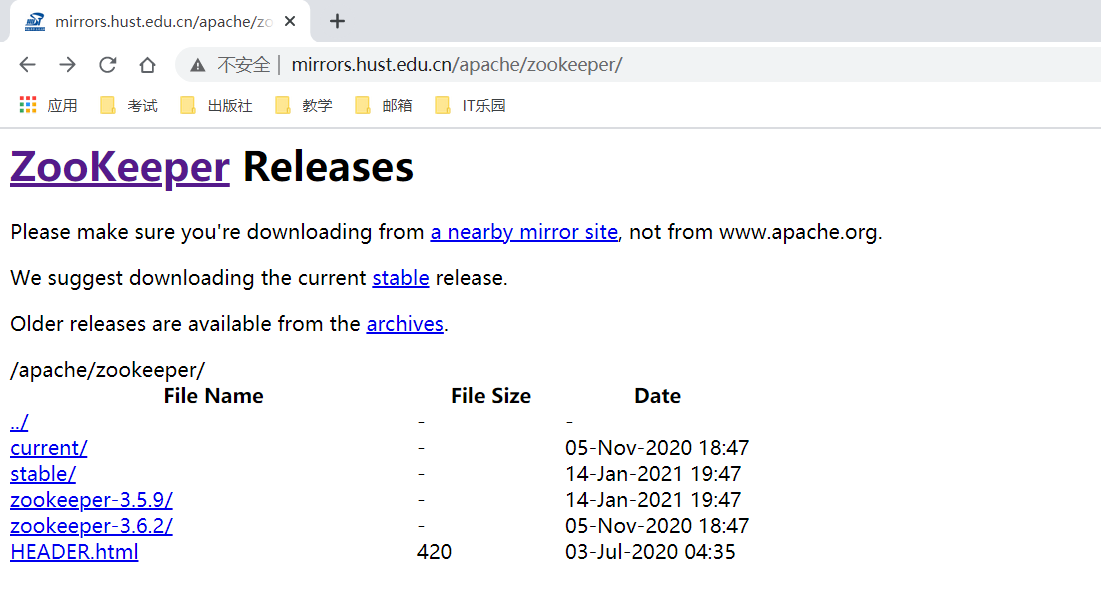 mirrors.hust.edu.cn/apache/zo
不安全 | mirrors.hust.edu.cn/apache/zookeeper/
应用 考试 出版社 教学 邮箱 IT乐园
ZooKeeper Releases
Please make sure you're downloading from a nearby mirror site, not from www.apache.org.
We suggest downloading the current stable release.
Older releases are available from the archives.
/apache/zookeeper/
File Name File Size Date
../ - -
current/ - 05-Nov-2020 18:47
stable/ - 14-Jan-2021 19:47
zookeeper-3.5.9/ - 14-Jan-2021 19:47
zookeeper-3.6.2/ - 05-Nov-2020 18:47
HEADER.html 420 03-Jul-2020 04:35